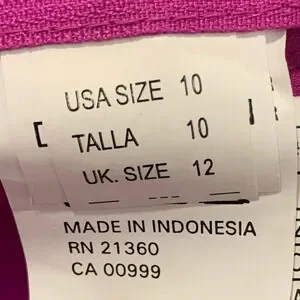 USA SIZE 10
TALLA 10
UK. SIZE 12
MADE IN INDONESIA
RN 21360
CA 00999